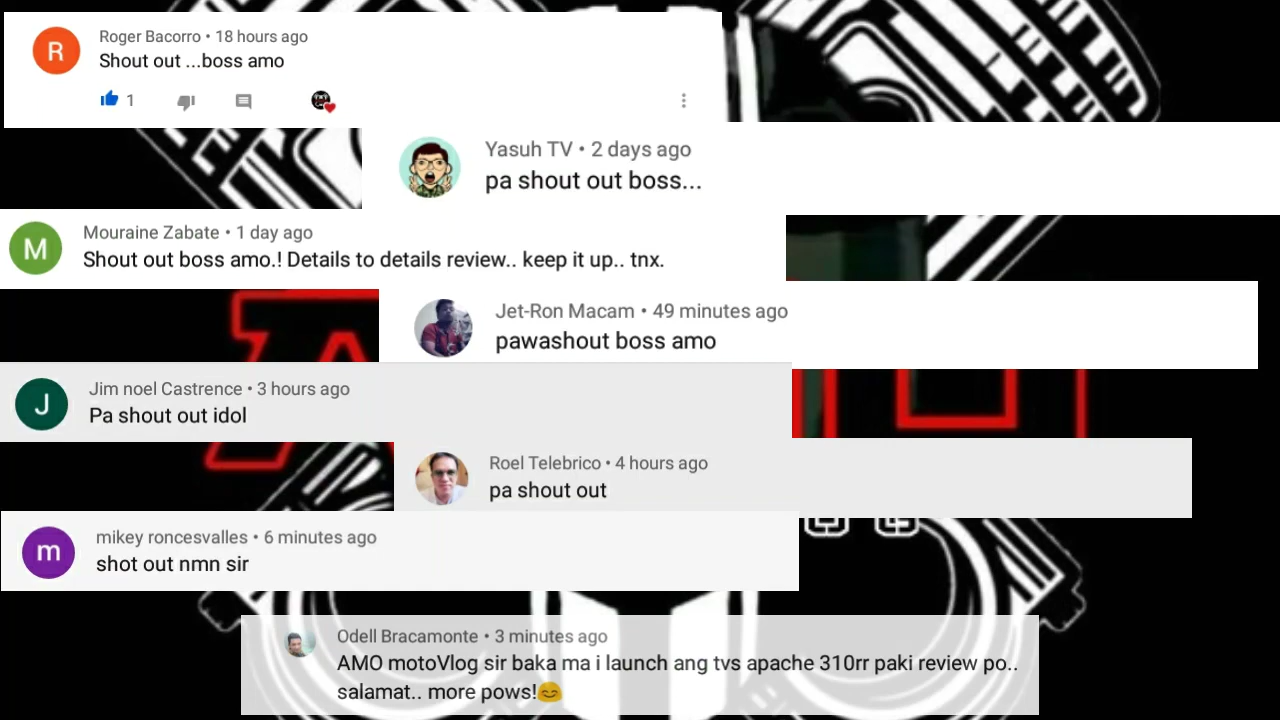 R
Roger Bacorro • 18 hours ago
Shout out ...boss amo
1
Yasuh TV • 2 days ago
pa shout out boss...
M
Mouraine Zabate • 1 day ago
Shout out boss amo.! Details to details review.. keep it up.. tnx.
Jet-Ron Macam • 49 minutes ago
pawashout boss amo
J
Jim noel Castrence • 3 hours ago
Pa shout out idol
Roel Telebrico • 4 hours ago
pa shout out
m
mikey roncesvalles • 6 minutes ago
shot out nmn sir
Odell Bracamonte • 3 minutes ago
AMO motoVlog sir baka ma i launch ang tvs apache 310rr paki review po..
salamat.. more pows!😊